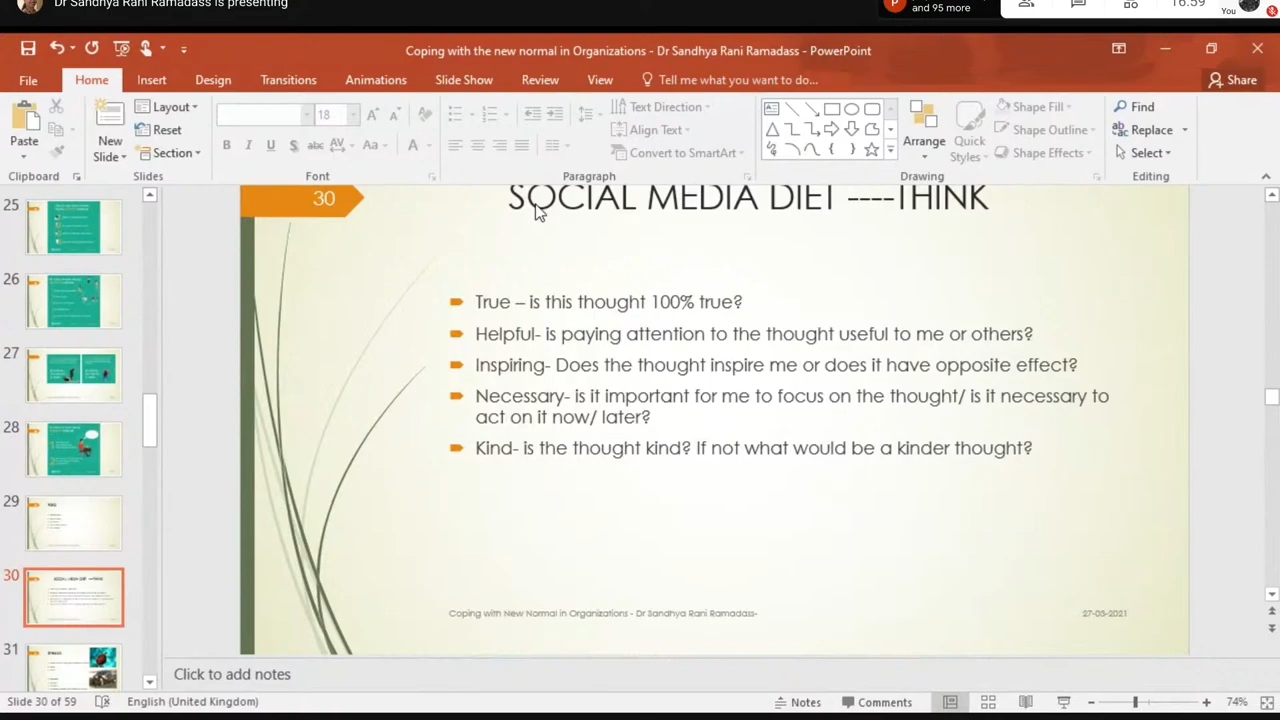 Dr Sandhya Rani Ramadass is presenting
P
and 95 more
16:59
You
Coping with the new normal in Organizations - Dr Sandhya Rani Ramadass - PowerPoint
File Home Insert Design Transitions Animations Slide Show Review View Tell me what you want to do... Share
Paste
New
Slide
Layout
Reset
Section
18
B I U S abc AV Aa A
Text Direction
Align Text
Convert to SmartArt
Arrange
Quick
Styles
Shape Fill
Shape Outline
Shape Effects
Find
Replace
Select
Clipboard Slides Font Paragraph Drawing Editing
25
26
27
28
29
30
31
30
SOCIAL MEDIA DIET ----THINK
True – is this thought 100% true?
Helpful- is paying attention to the thought useful to me or others?
Inspiring- Does the thought inspire me or does it have opposite effect?
Necessary- is it important for me to focus on the thought/ is it necessary to
act on it now/ later?
Kind- is the thought kind? If not what would be a kinder thought?
Coping with New Normal in Organizations - Dr Sandhya Rani Ramadass-
27-03-2021
Click to add notes
Slide 30 of 59 English (United Kingdom) Notes Comments 74%